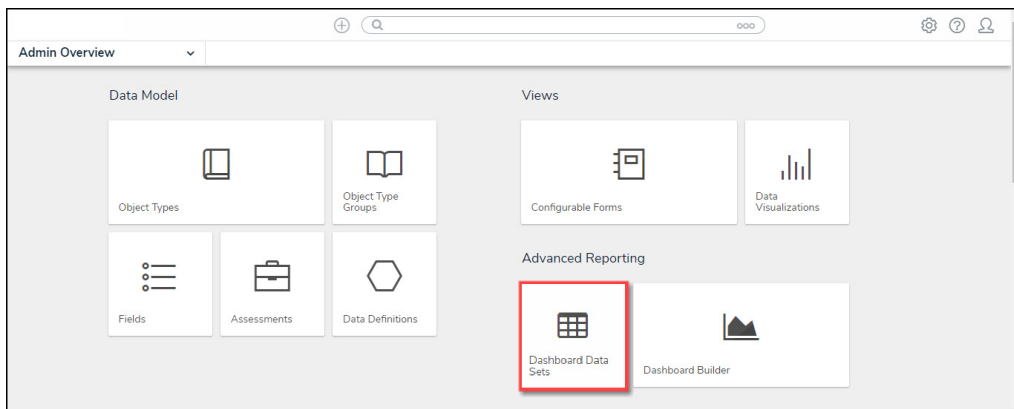 ooo
Admin Overview
Data Model
Object Types
Object Type
Groups
Fields
Assessments
Data Definitions
Views
Configurable Forms
Data
Visualizations
Advanced Reporting
Dashboard Data
Sets
Dashboard Builder